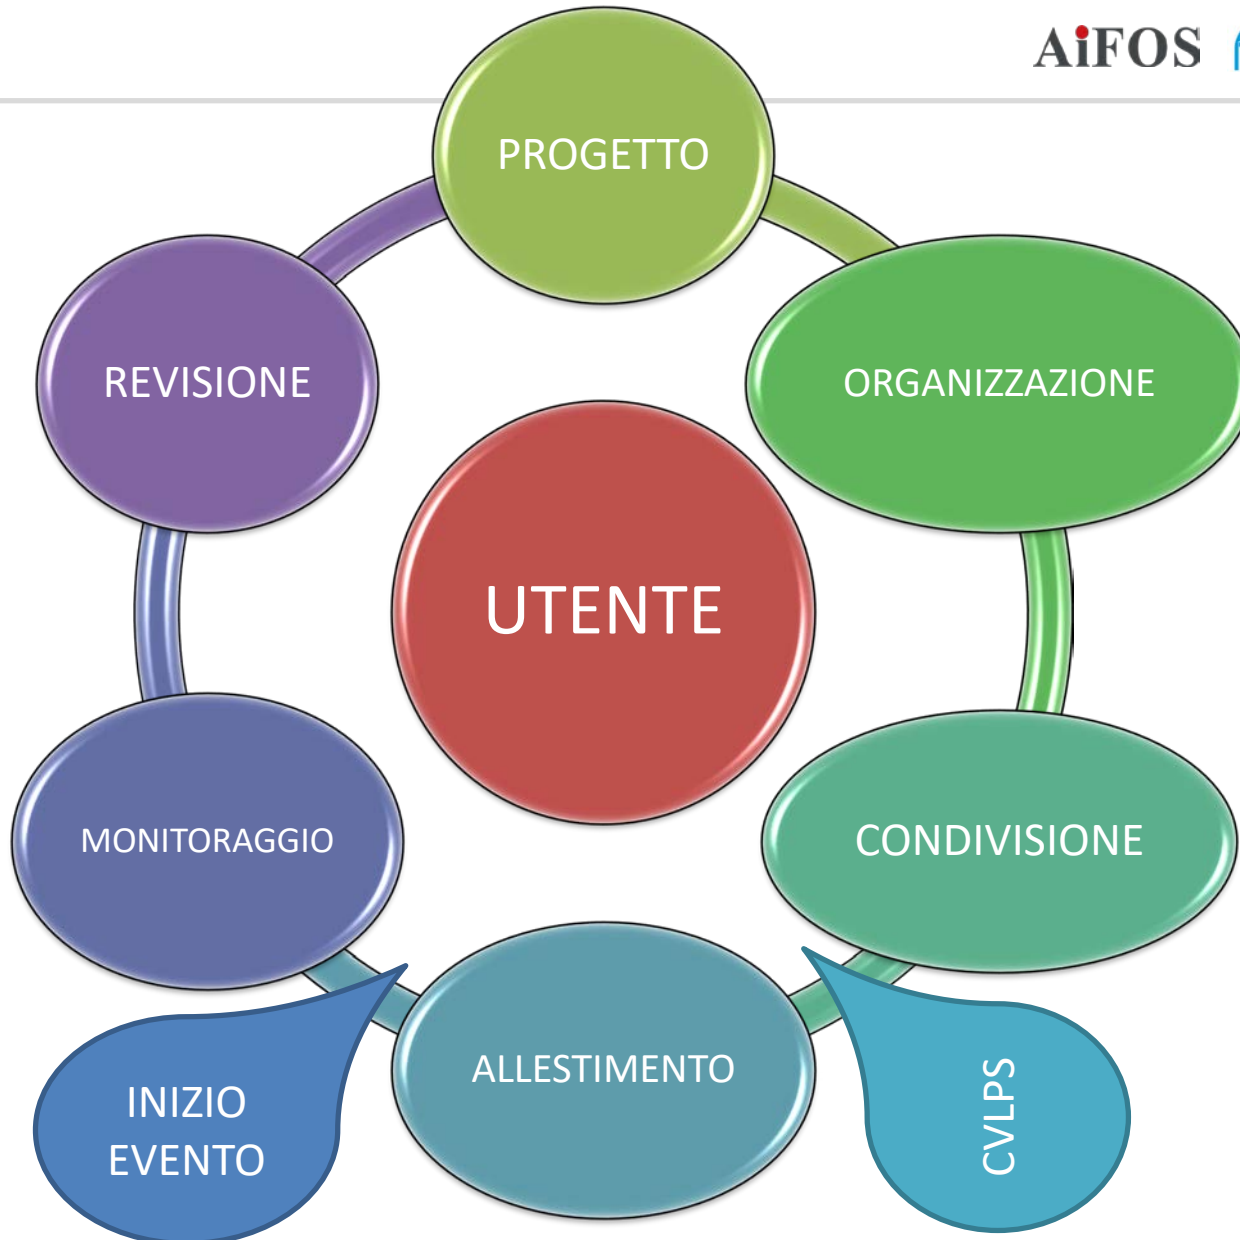 AiFOS
PROGETTO
REVISIONE
ORGANIZZAZIONE
UTENTE
MONITORAGGIO
CONDIVISIONE
ALLESTIMENTO
INIZIO
EVENTO
CVLPS